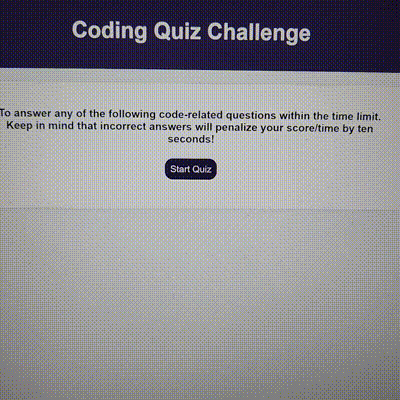 Coding Quiz Challenge
To answer any of the following code-related questions within the time limit.
Keep in mind that incorrect answers will penalize your score/time by ten
seconds!
Start Quiz